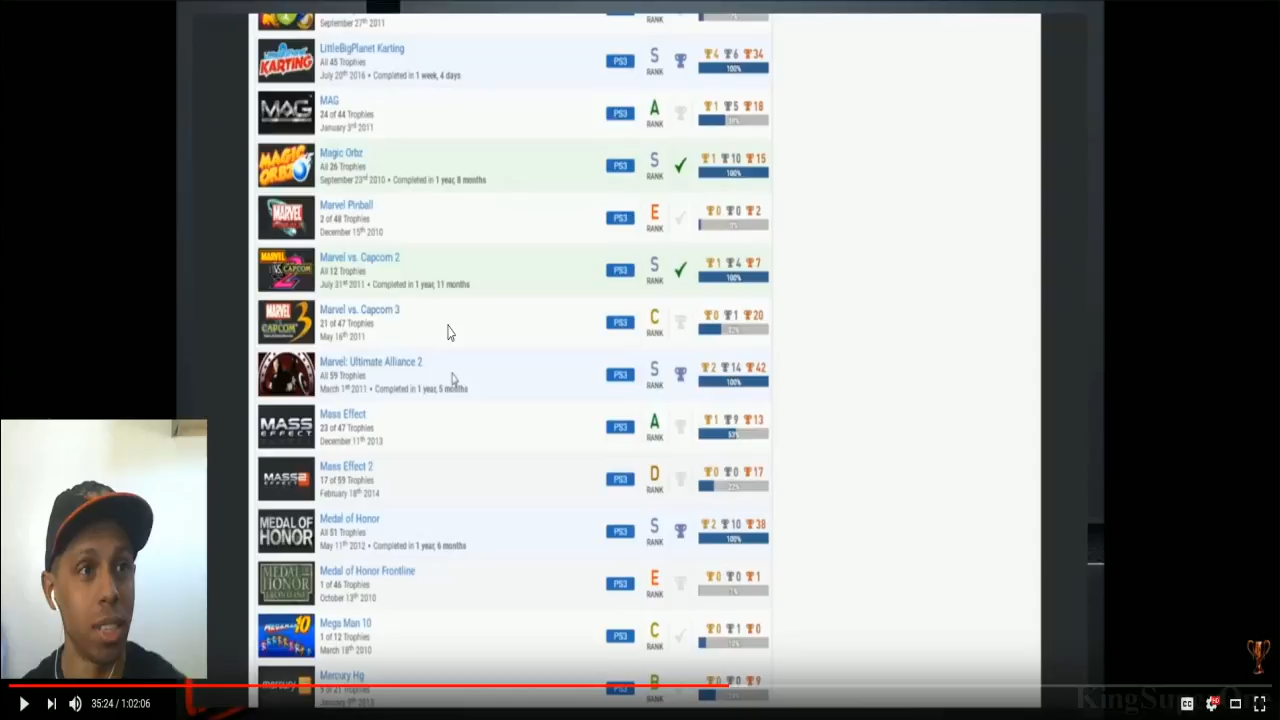 September 27th 2011
RANK
LittleBigPlanet Karting
All 45 Trophies
July 20th 2016 • Completed in 1 week, 4 days
PS3
S
RANK
4 6 34
100%
MAG
24 of 44 Trophies
January 3rd 2011
PS3
A
RANK
1 5 18
Magic Orbz
All 26 Trophies
September 23rd 2010 • Completed in 1 year, 8 months
PS3
S
RANK
1 10 15
100%
Marvel Pinball
2 of 48 Trophies
December 15th 2010
PS3
E
RANK
0 0 2
Marvel vs. Capcom 2
All 12 Trophies
July 31st 2011 • Completed in 1 year, 11 months
PS3
S
RANK
1 4 7
100%
Marvel vs. Capcom 3
21 of 47 Trophies
May 16th 2011
PS3
C
RANK
0 1 20
Marvel: Ultimate Alliance 2
All 59 Trophies
March 1st 2011 • Completed in 1 year, 5 months
PS3
S
RANK
2 14 42
100%
MASS EFFECT
Mass Effect
23 of 47 Trophies
December 11th 2013
PS3
A
RANK
1 9 13
Mass Effect 2
17 of 59 Trophies
February 18th 2014
PS3
D
RANK
0 0 17
MEDAL OF HONOR
Medal of Honor
All 51 Trophies
May 11th 2012 • Completed in 1 year, 6 months
PS3
S
RANK
2 10 38
100%
Medal of Honor Frontline
1 of 46 Trophies
October 13th 2010
PS3
E
RANK
0 0 1
Mega Man 10
1 of 12 Trophies
March 18th 2010
PS3
C
RANK
0 1 0
Mercury Hg
9 of 21 Trophies
PS3
B
35:24 / 1:02:06